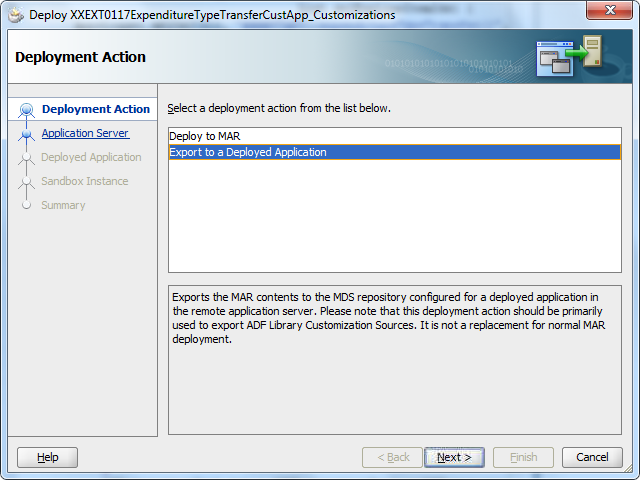 Deploy XXEXT0117ExpenditureTypeTransferCustApp_Customizations
Deployment Action
Deployment Action
Application Server
Deployed Application
Sandbox Instance
Summary
Select a deployment action from the list below.
Deploy to MAR
Export to a Deployed Application
Exports the MAR contents to the MDS repository configured for a deployed application in
the remote application server. Please note that this deployment action should be primarily
used to export ADF Library Customization Sources. It is not a replacement for normal MAR
deployment.
Help
< Back
Next >
Finish
Cancel